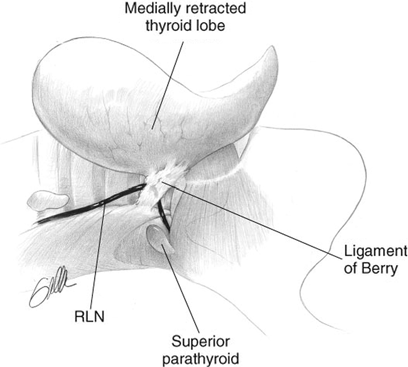 Medially retracted
thyroid lobe
Ligament
of Berry
RLN
Superior
parathyroid